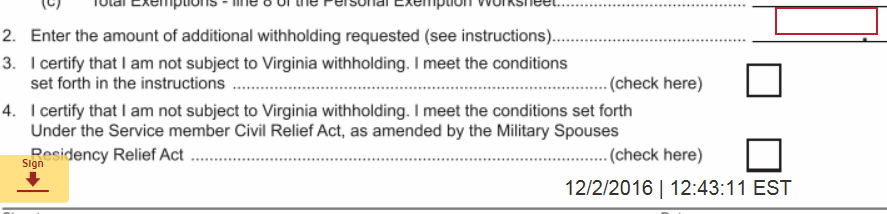 (c) Total Exemptions - line 8 of the Personal Exemption Worksheet..........................................
2. Enter the amount of additional withholding requested (see instructions)...........................................
3. I certify that I am not subject to Virginia withholding. I meet the conditions
set forth in the instructions ................................................................................. (check here)
4. I certify that I am not subject to Virginia withholding. I meet the conditions set forth
Under the Service member Civil Relief Act, as amended by the Military Spouses
Residency Relief Act .......................................................................................... (check here)
Sign
12/2/2016 | 12:43:11 EST